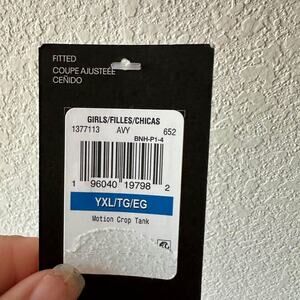 FITTED
COUPE AJUSTÉE
CEÑIDO
GIRLS/FILLES/CHICAS
1377113 AVY 652
BNH-P1-4
1 96040 19798 2
YXL/TG/EG
Motion Crop Tank